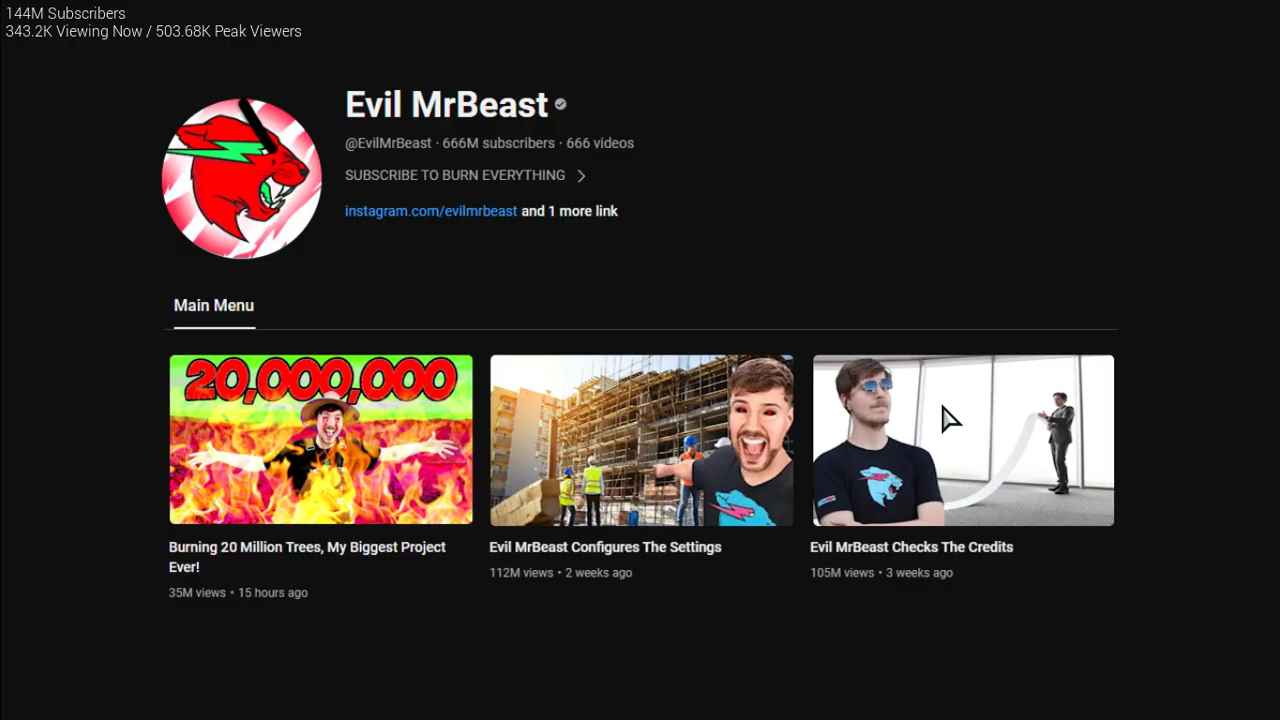 144M Subscribers
343.2K Viewing Now / 503.68K Peak Viewers
Evil MrBeast
@EvilMrBeast · 666M subscribers · 666 videos
SUBSCRIBE TO BURN EVERYTHING
instagram.com/evilmrbeast and 1 more link
Main Menu
20,000,000
Burning 20 Million Trees, My Biggest Project
Ever!
35M views • 15 hours ago
Evil MrBeast Configures The Settings
112M views • 2 weeks ago
Evil MrBeast Checks The Credits
105M views • 3 weeks ago